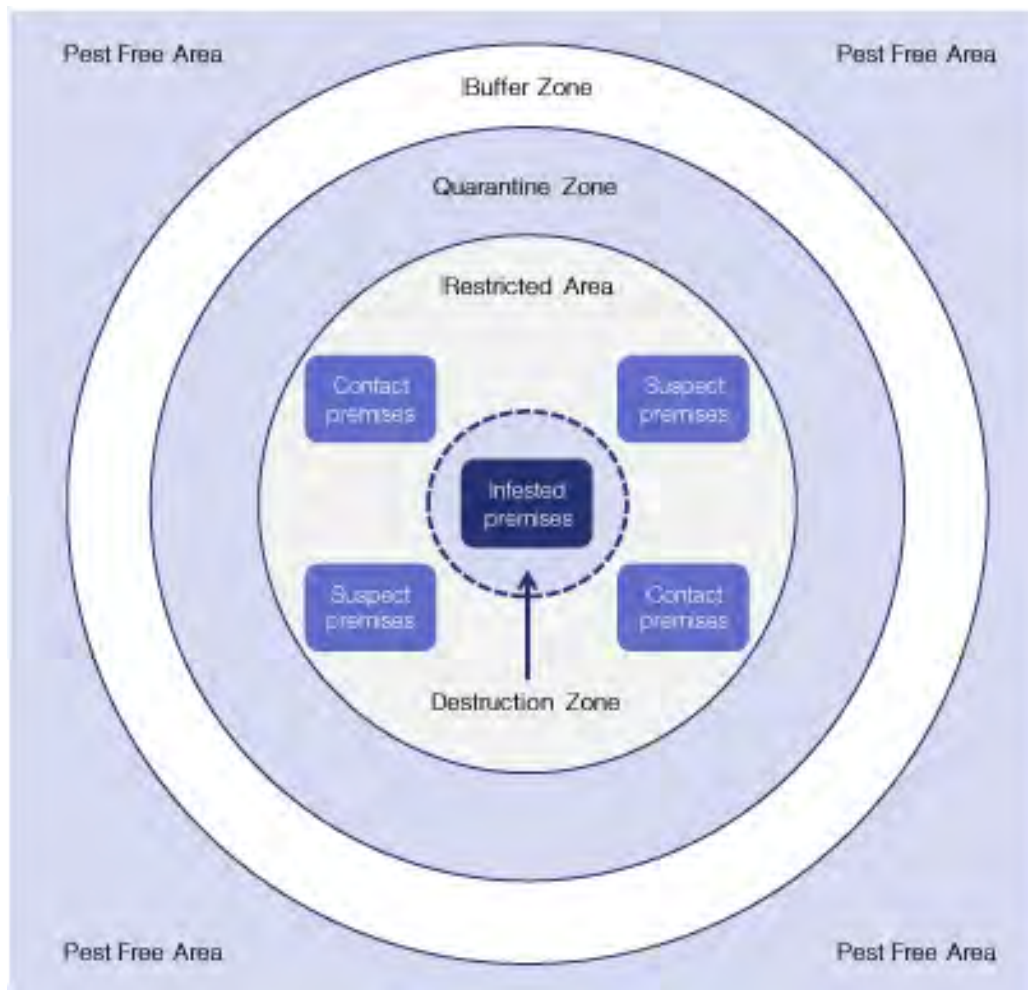 Pest Free Area
Pest Free Area
Buffer Zone
Quarantine Zone
Restricted Area
Contact
premises
Suspect
premises
Infested
premises
Suspect
premises
Contact
premises
Destruction Zone
Pest Free Area
Pest Free Area